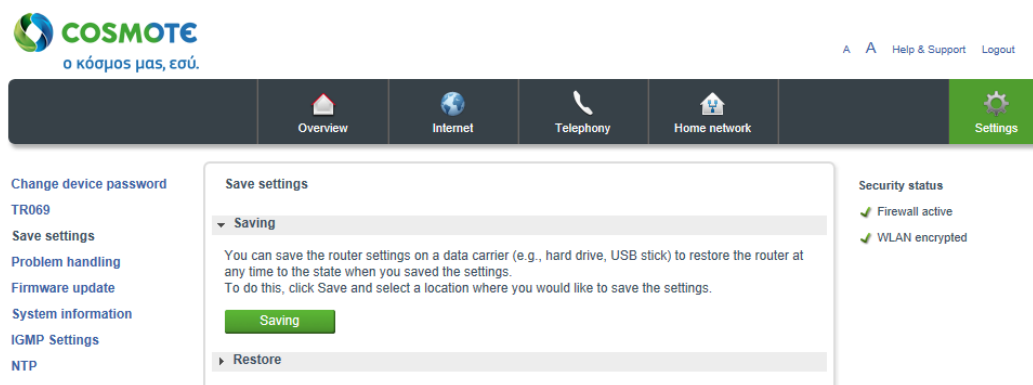 COSMOTE
ο κόσμος μας, εσύ.
A A Help & Support Logout
Overview Internet Telephony Home network Settings
Change device password
TR069
Save settings
Problem handling
Firmware update
System information
IGMP Settings
NTP
Save settings
Saving
You can save the router settings on a data carrier (e.g., hard drive, USB stick) to restore the router at
any time to the state when you saved the settings.
To do this, click Save and select a location where you would like to save the settings.
Saving
Restore
Security status
Firewall active
WLAN encrypted